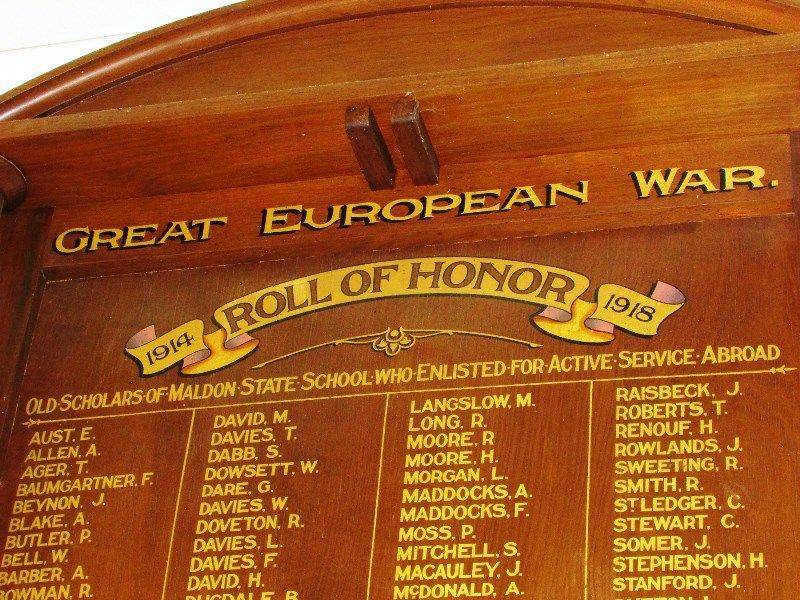 GREAT EUROPEAN WAR.
1914 ROLL OF HONOR 1918
OLD·SCHOLARS·OF·MALDON·STATE·SCHOOL·WHO·ENLISTED·FOR·ACTIVE·SERVICE·ABROAD
AUST, E.
ALLEN, A.
AGER, T.
BAUMGARTNER, F.
BEYNON, J.
BLAKE, A.
BUTLER, P.
BELL, W.
BARBER, A.
BOWMAN, R.
DAVID, M.
DAVIES, T.
DABB, S.
DOWSETT, W.
DARE, G.
DAVIES, W.
DOVETON, R.
DAVIES, L.
DAVIES, F.
DAVID, H.
DUGDALE, R.
LANGSLOW, M.
LONG, R.
MOORE, R
MOORE, H.
MORGAN, L.
MADDOCKS, A.
MADDOCKS, F.
MOSS, P.
MITCHELL, S.
MACAULEY, J.
McDONALD, A.
RAISBECK, J.
ROBERTS, T.
RENOUF, H.
ROWLANDS, J.
SWEETING, R.
SMITH, R.
ST.LEDGER, C.
STEWART, C.
SOMER, J.
STEPHENSON, H.
STANFORD, J.